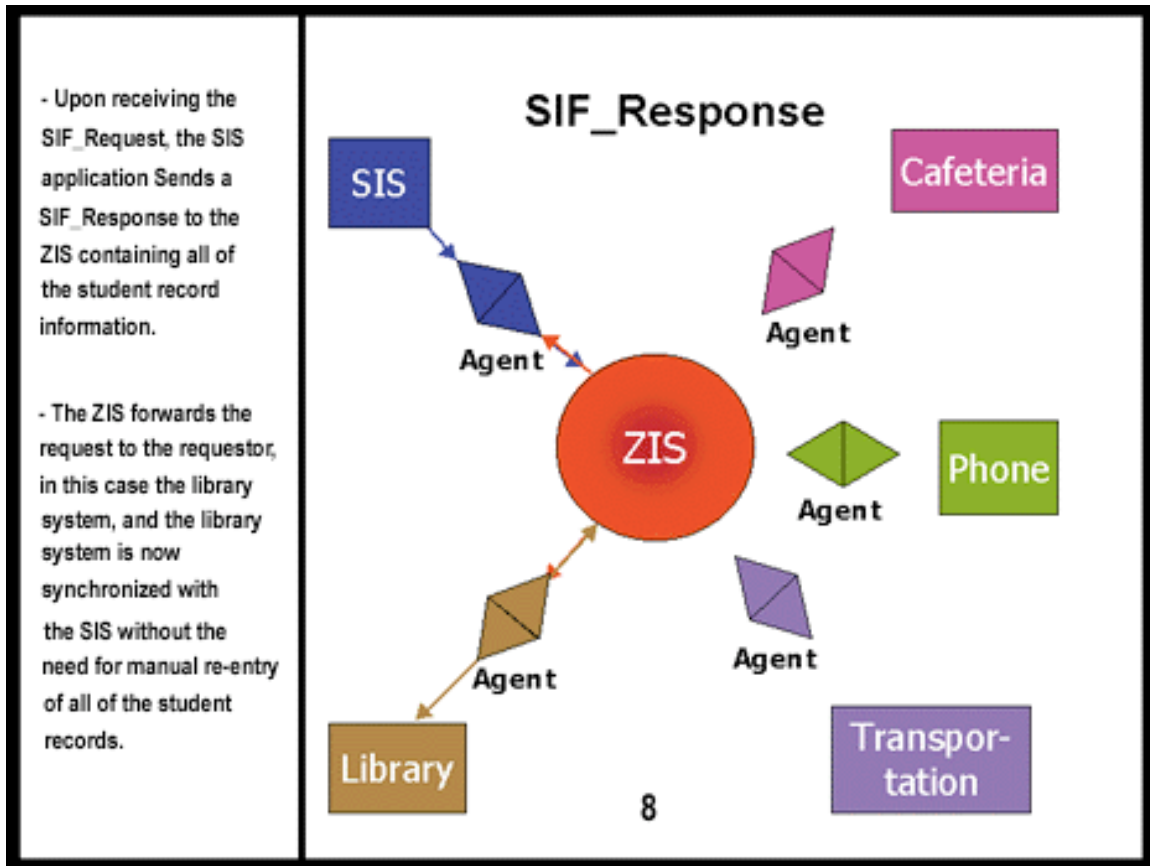 - Upon receiving the
SIF_Request, the SIS
application Sends a
SIF_Response to the
ZIS containing all of
the student record
information.
- The ZIS forwards the
request to the requestor,
in this case the library
system, and the library
system is now
synchronized with
the SIS without the
need for manual re-entry
of all of the student
records.
SIF_Response
SIS
Cafeteria
Agent
Agent
ZIS
Phone
Agent
Agent
Agent
Library
Transpor-
tation
8